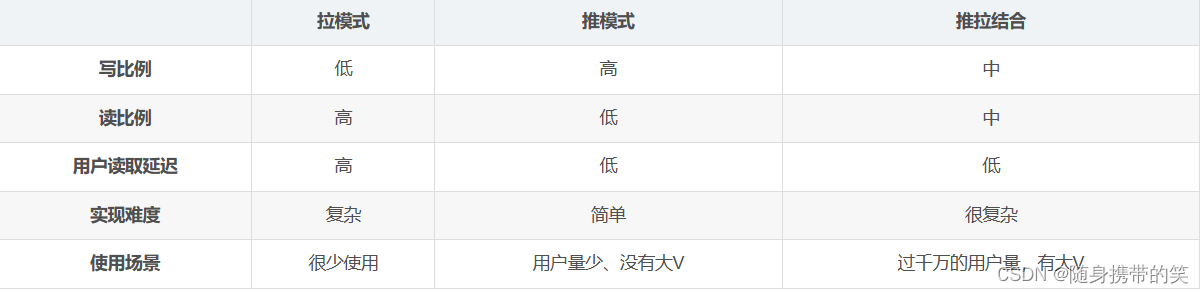 拉模式 推模式 推拉结合
写比例 低 高 中
读比例 高 低 中
用户读取延迟 高 低 低
实现难度 复杂 简单 很复杂
使用场景 很少使用 用户量少、没有大V 过千万的用户量，有大V
CSDN @随身携带的笑